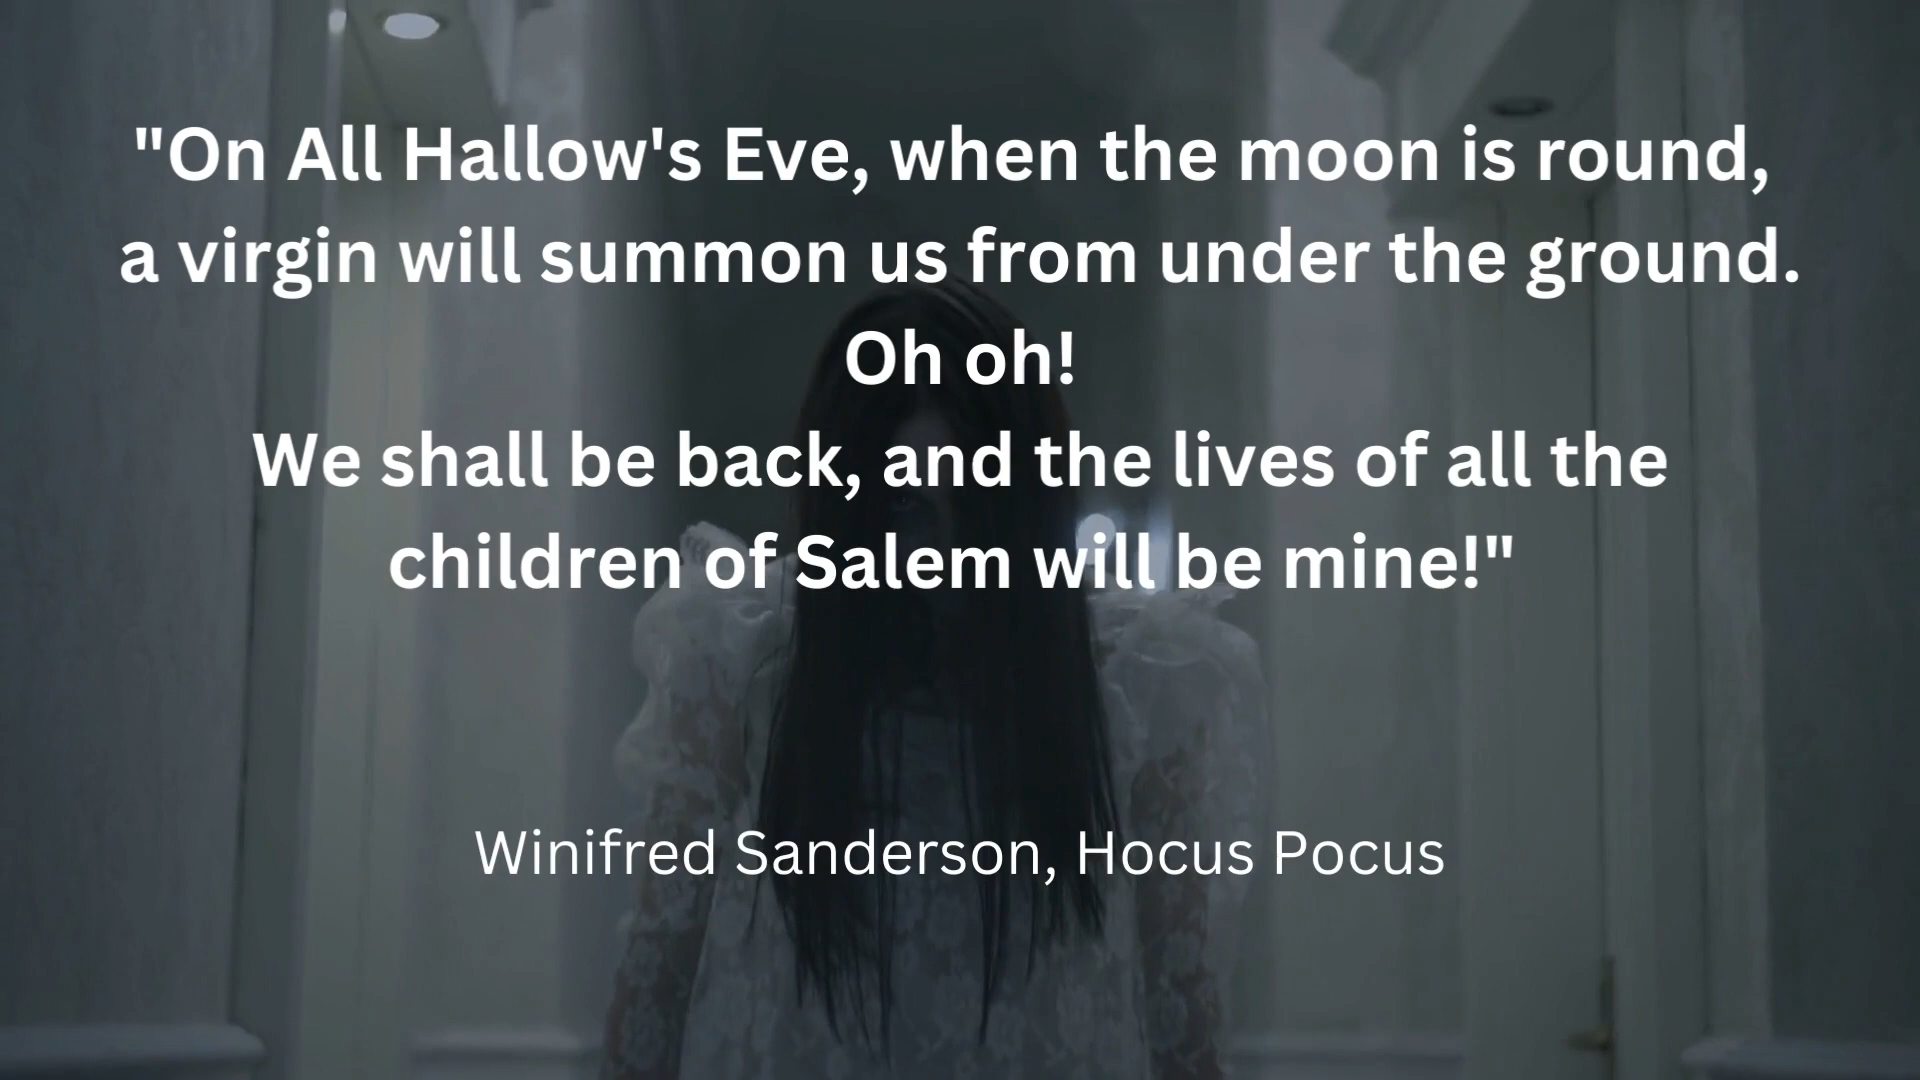 "On All Hallow's Eve, when the moon is round,
a virgin will summon us from under the ground.
Oh oh!
We shall be back, and the lives of all the
children of Salem will be mine!"
Winifred Sanderson, Hocus Pocus